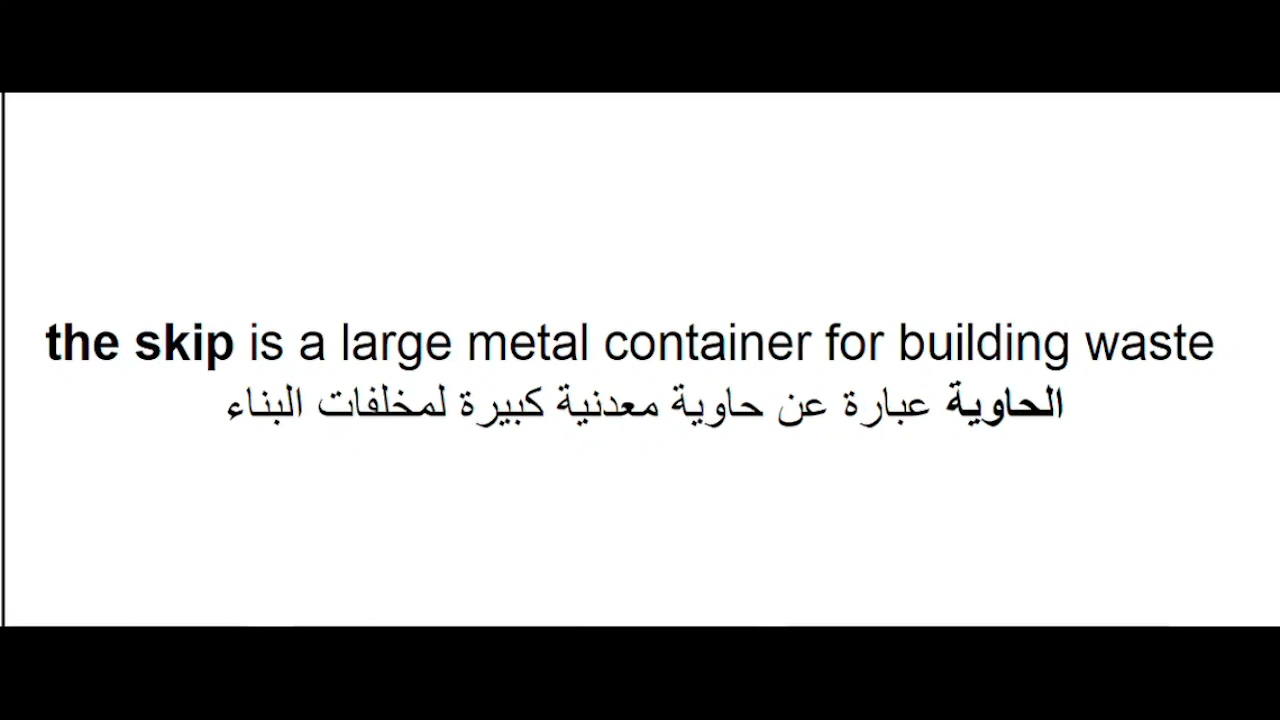 the skip is a large metal container for building waste
الحاوية عبارة عن حاوية معدنية كبيرة لمخلفات البناء